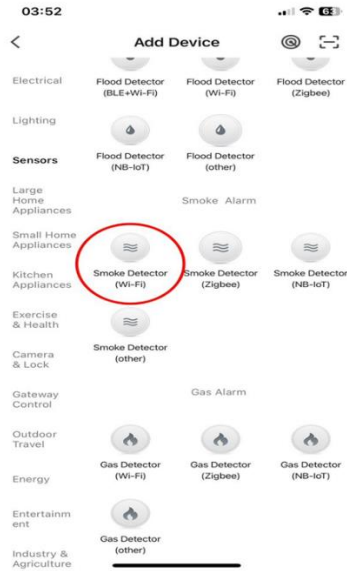 03:52
63
Add Device
Electrical
Flood Detector
(BLE+Wi-Fi)
Flood Detector
(Wi-Fi)
Flood Detector
(Zigbee)
Lighting
Sensors
Flood Detector
(NB-IoT)
Flood Detector
(other)
Large
Home
Appliances
Smoke Alarm
Small Home
Appliances
Kitchen
Appliances
Smoke Detector
(Wi-Fi)
Smoke Detector
(Zigbee)
Smoke Detector
(NB-IoT)
Exercise
& Health
Smoke Detector
(other)
Camera
& Lock
Gateway
Control
Gas Alarm
Outdoor
Travel
Gas Detector
(Wi-Fi)
Gas Detector
(Zigbee)
Gas Detector
(NB-IoT)
Energy
Entertainm
ent
Gas Detector
(other)
Industry &
Agriculture